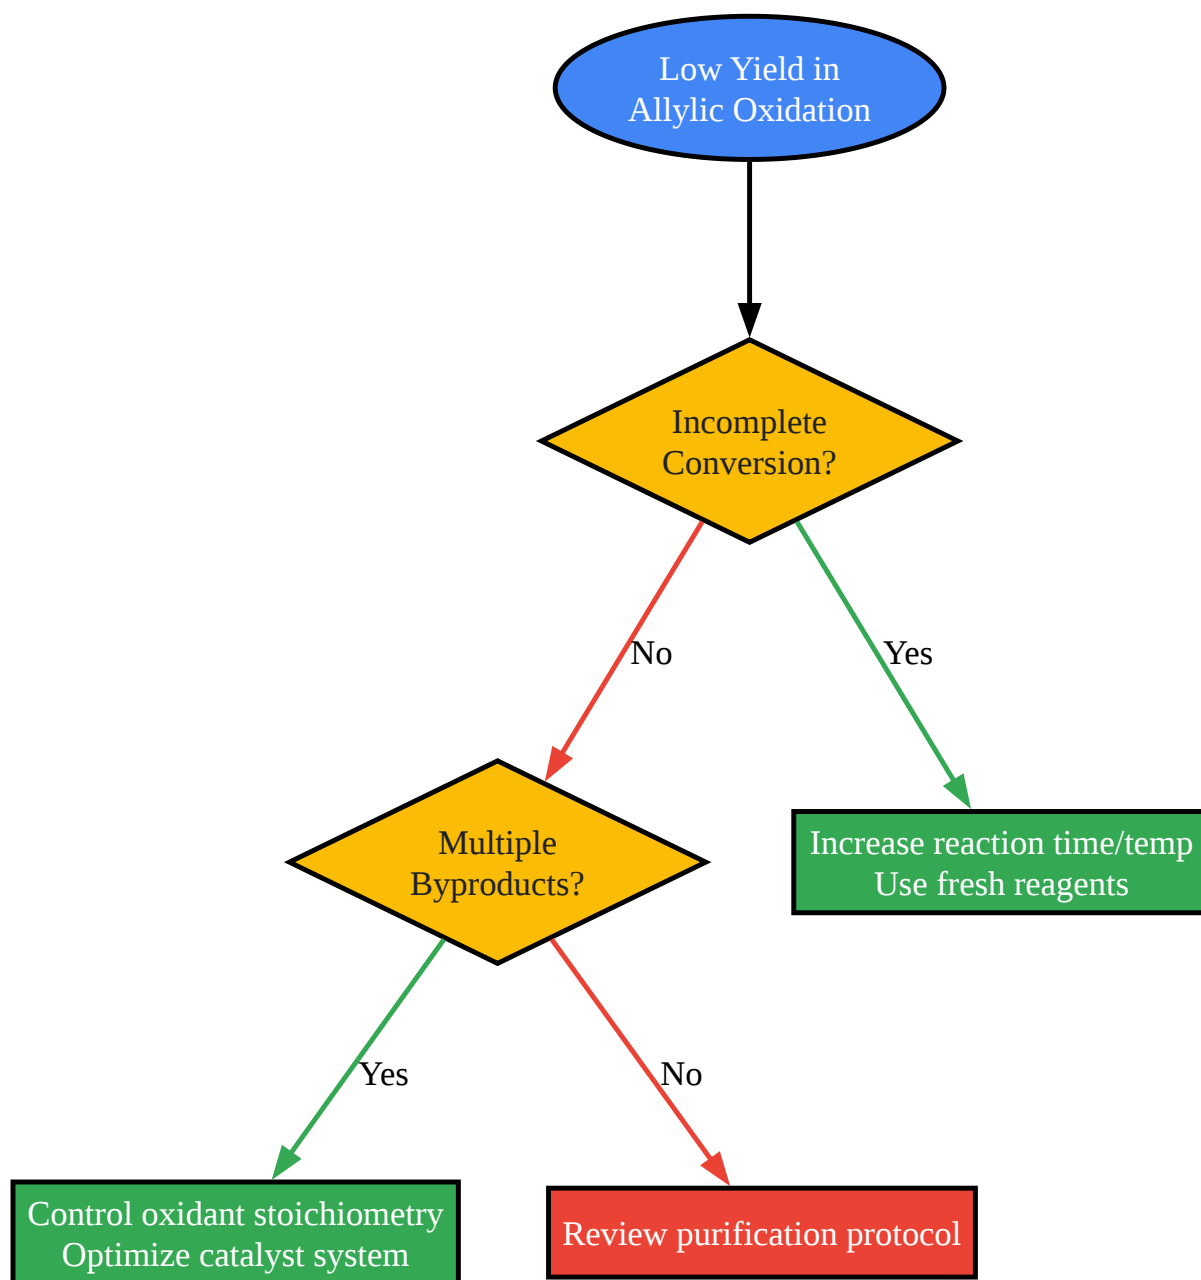 Low Yield in
Allylic Oxidation
Incomplete
Conversion?
No
Yes
Multiple
Byproducts?
Increase reaction time/temp
Use fresh reagents
Yes
No
Control oxidant stoichiometry
Optimize catalyst system
Review purification protocol